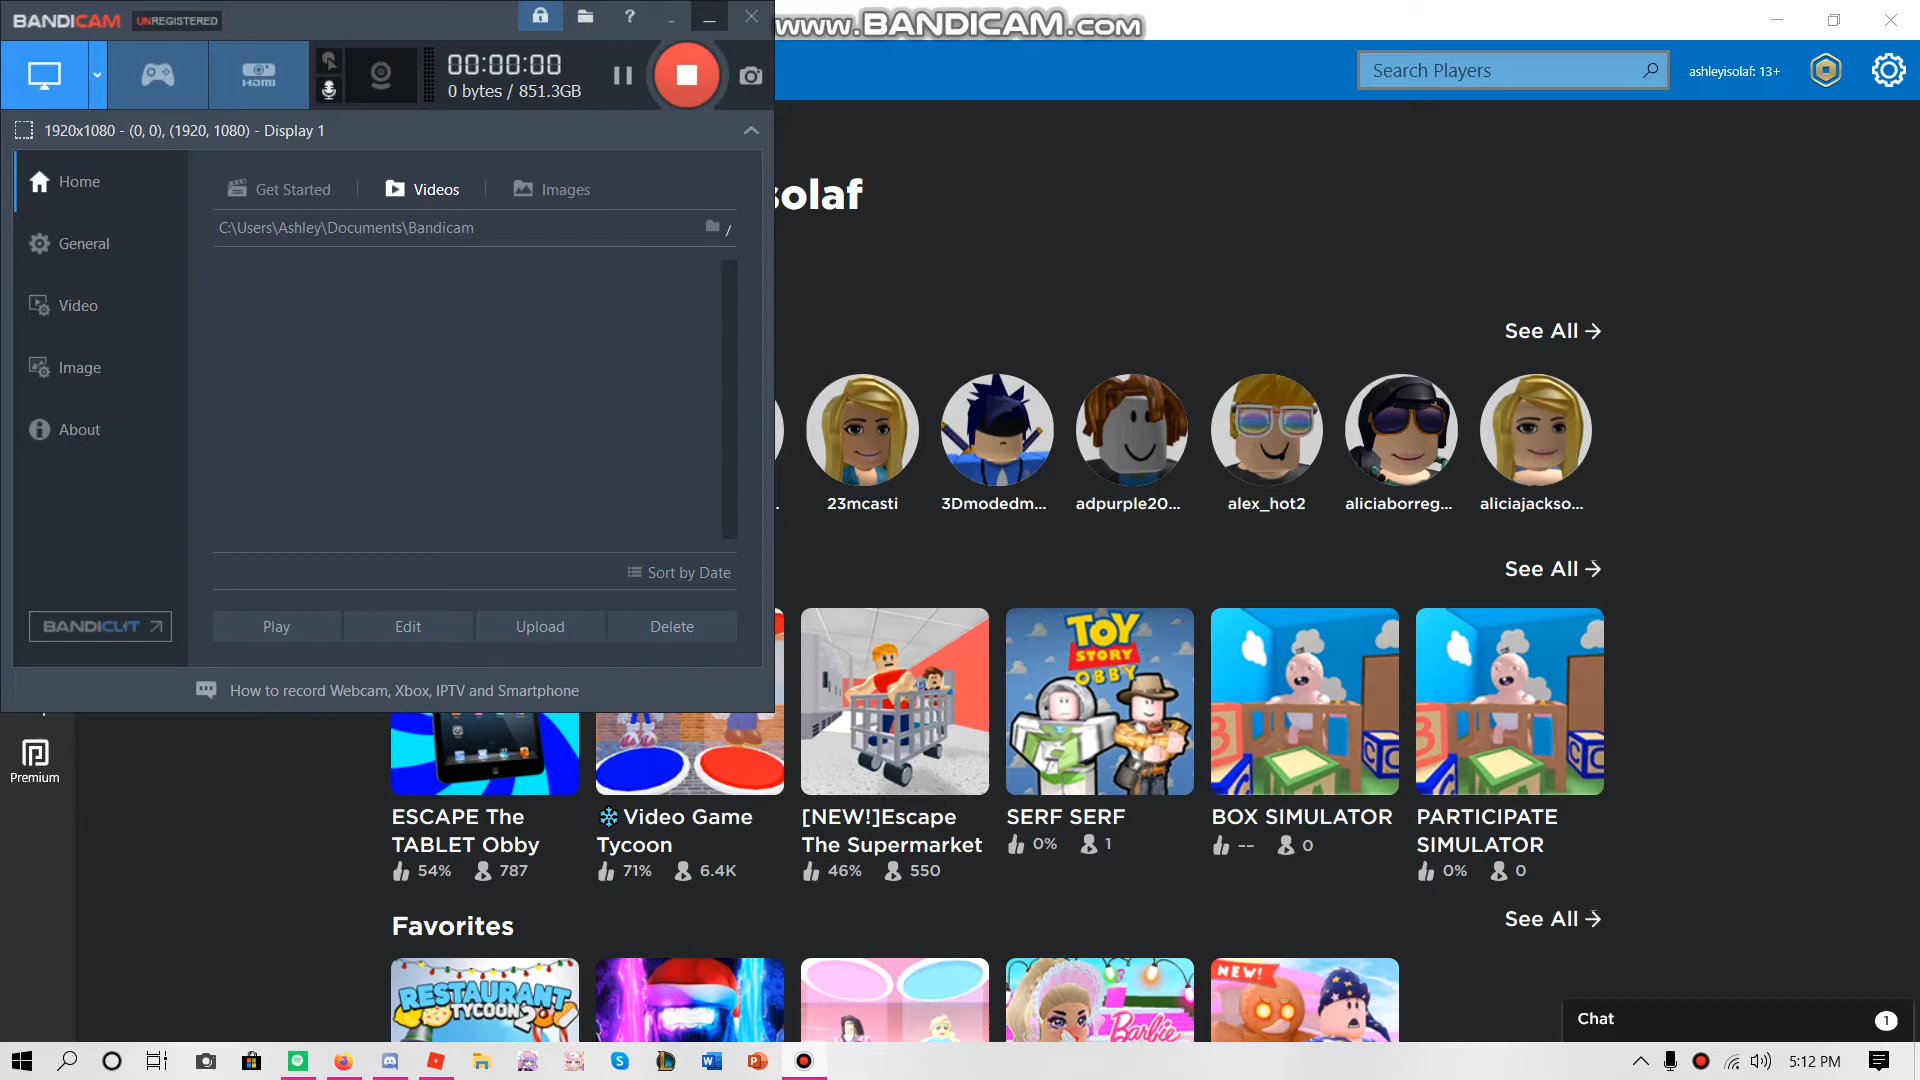 BANDICAM UNREGISTERED
www.BANDICAM.com
00:00:00
0 bytes / 851.3GB
HDMI
Search Players
ashleyisolaf: 13+
1920x1080 - (0, 0), (1920, 1080) - Display 1
Home
General
Video
Image
About
BANDICUT
Get Started
Videos
Images
C:\Users\Ashley\Documents\Bandicam
Sort by Date
Play
Edit
Upload
Delete
How to record Webcam, Xbox, IPTV and Smartphone
solaf
See All
23mcasti
3Dmodedm...
adpurple20...
alex_hot2
aliciaborreg...
aliciajackso...
See All
TOY
STORY
OBBY
Premium
ESCAPE The
TABLET Obby
54% 787
Video Game
Tycoon
71% 6.4K
[NEW!]Escape
The Supermarket
46% 550
SERF SERF
0% 1
BOX SIMULATOR
-- 0
PARTICIPATE
SIMULATOR
0% 0
Favorites
See All
RESTAURANT
TYCOON 2
Barbie
NEW!
Chat
1
5:12 PM